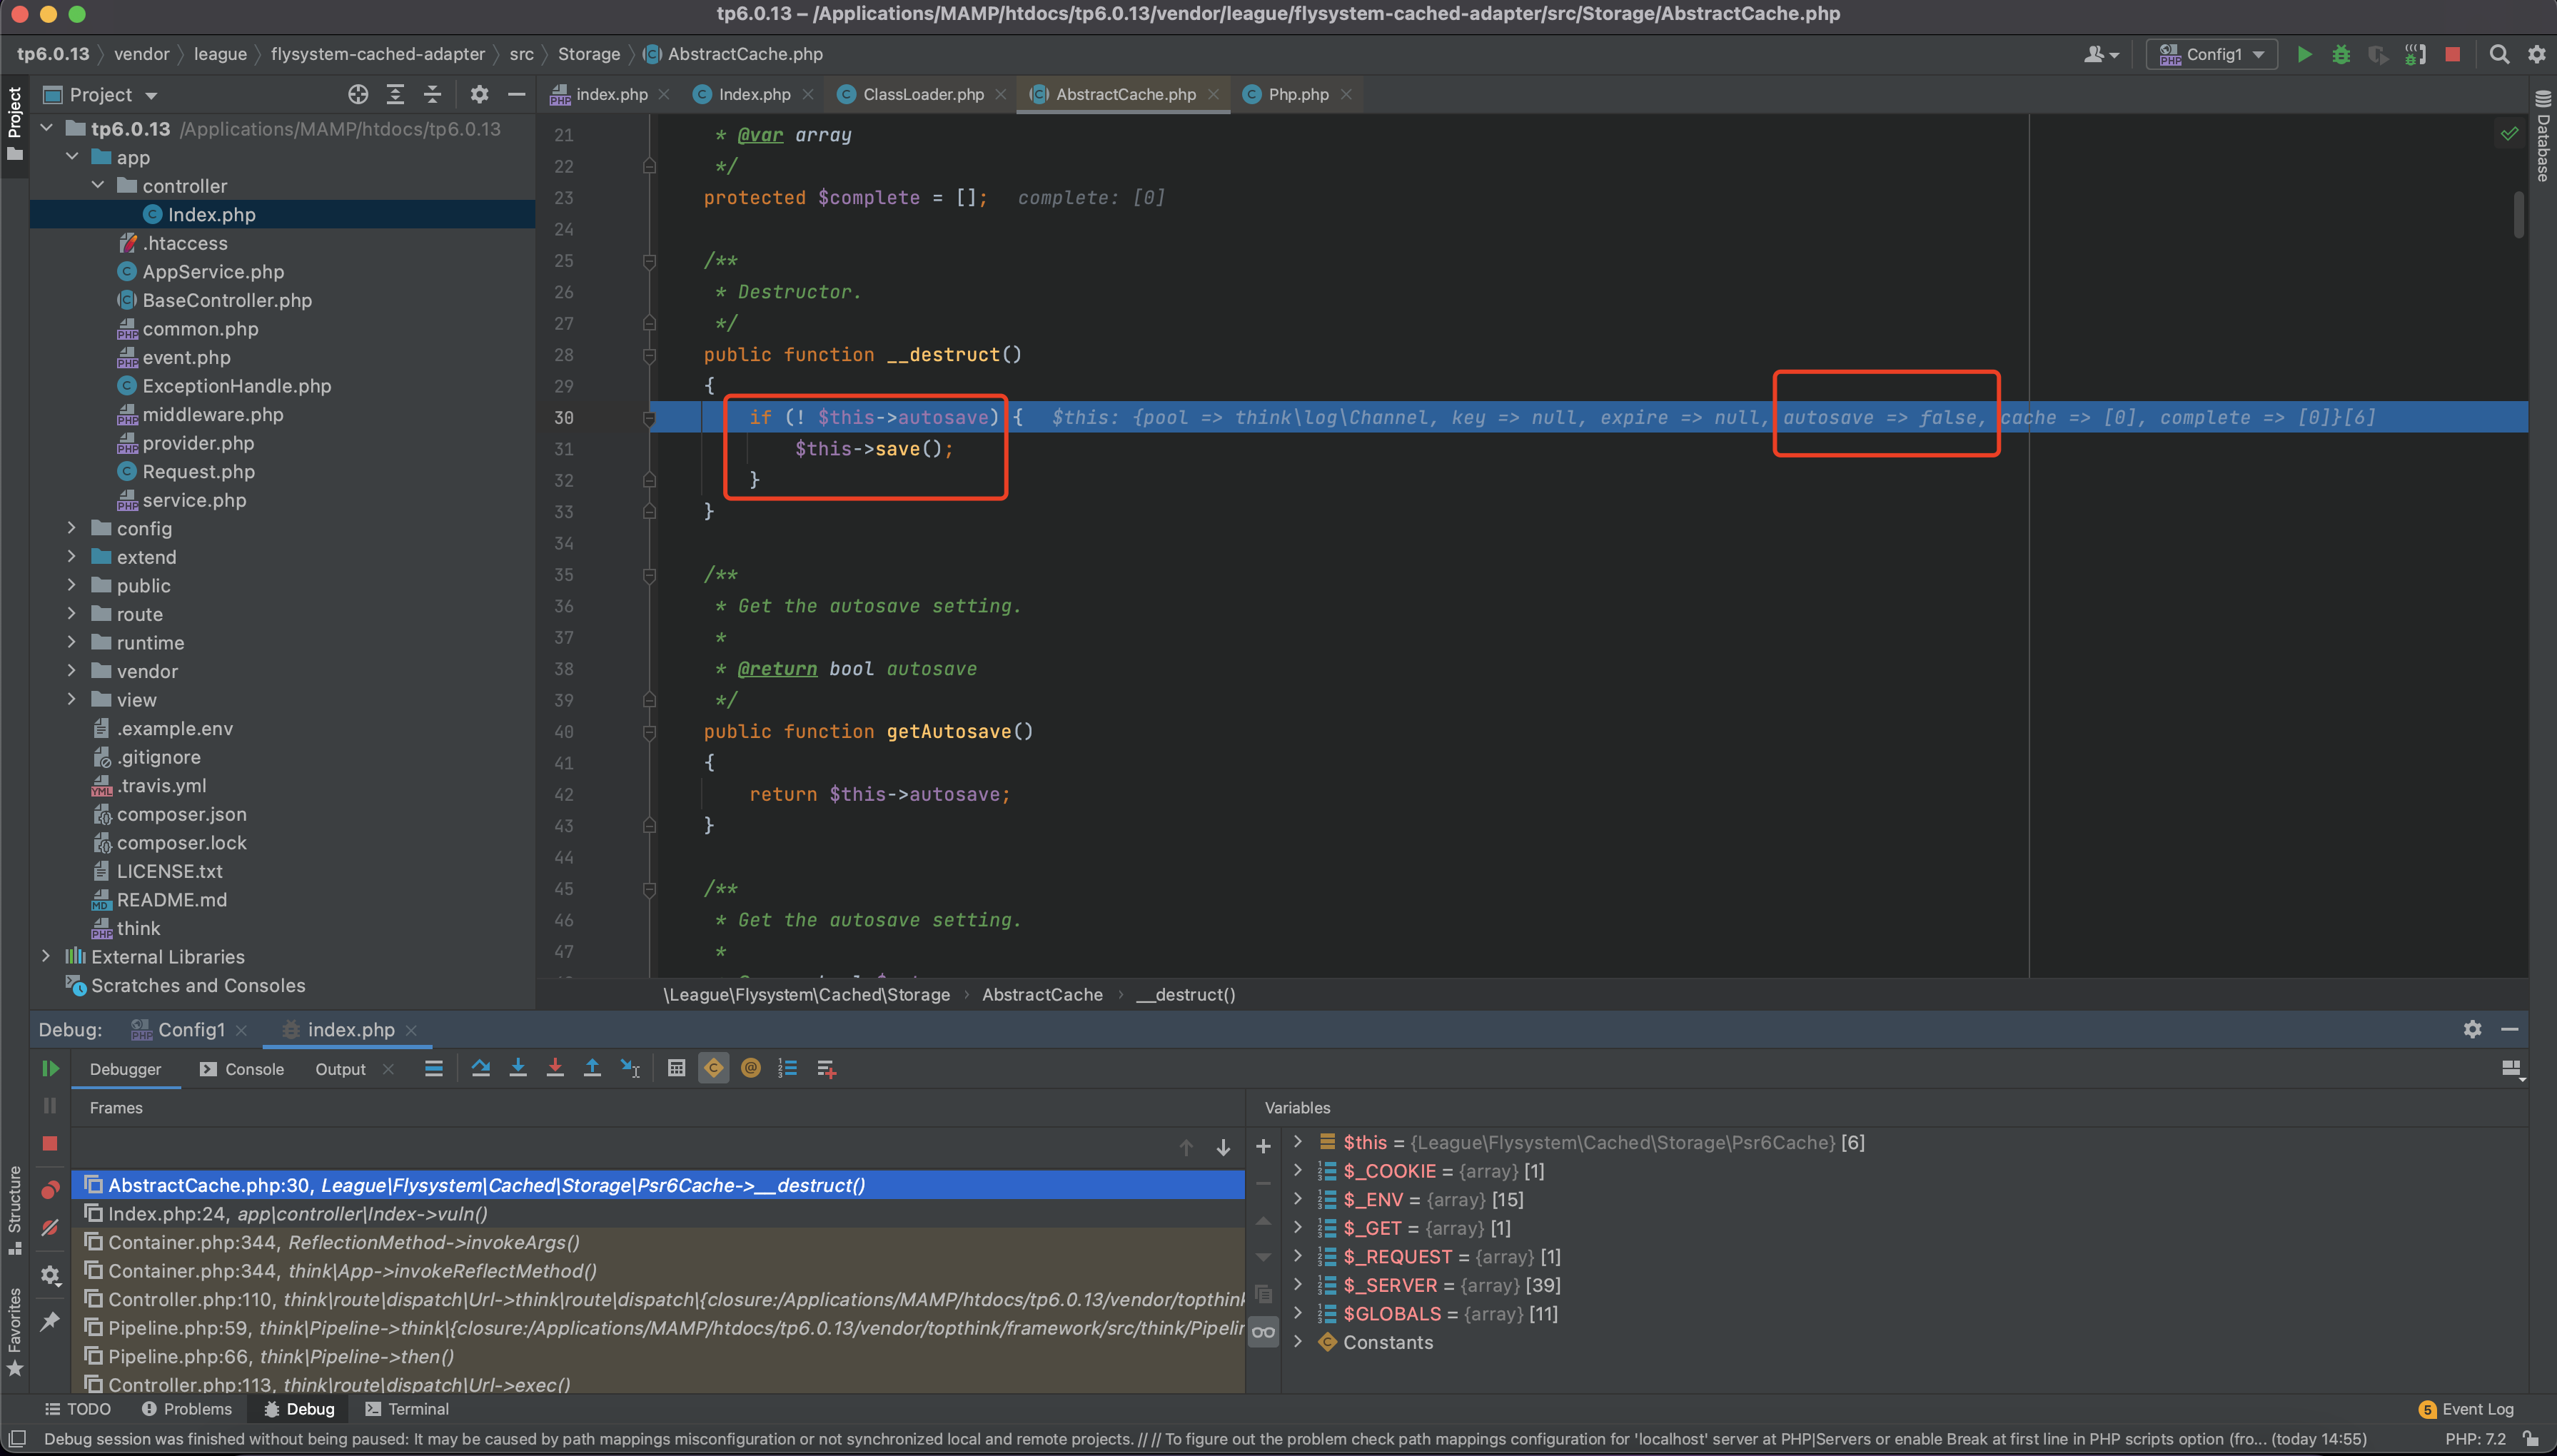 tp6.0.13 – /Applications/MAMP/htdocs/tp6.0.13/vendor/league/flysystem-cached-adapter/src/Storage/AbstractCache.php
tp6.0.13 vendor league flysystem-cached-adapter src Storage AbstractCache.php
Config1
Project
index.php Index.php ClassLoader.php AbstractCache.php Php.php
Project
Database
tp6.0.13 /Applications/MAMP/htdocs/tp6.0.13
app
controller
Index.php
.htaccess
AppService.php
BaseController.php
common.php
event.php
ExceptionHandle.php
middleware.php
provider.php
Request.php
service.php
config
extend
public
route
runtime
vendor
view
.example.env
.gitignore
.travis.yml
composer.json
composer.lock
LICENSE.txt
README.md
think
External Libraries
Scratches and Consoles
21 * @var array
22 */
23 protected $complete = []; complete: [0]
24
25 /**
26 * Destructor.
27 */
28 public function __destruct()
29 {
30 if (! $this->autosave) { $this: {pool => think\log\Channel, key => null, expire => null, autosave => false, cache => [0], complete => [0]}[6]
31 $this->save();
32 }
33 }
34
35 /**
36 * Get the autosave setting.
37 *
38 * @return bool autosave
39 */
40 public function getAutosave()
41 {
42 return $this->autosave;
43 }
44
45 /**
46 * Get the autosave setting.
47 *
\League\Flysystem\Cached\Storage AbstractCache __destruct()
Debug: Config1 index.php
Debugger Console Output
Frames
Variables
AbstractCache.php:30, League\Flysystem\Cached\Storage\Psr6Cache->__destruct()
Index.php:24, app\controller\Index->vuln()
Container.php:344, ReflectionMethod->invokeArgs()
Container.php:344, think\App->invokeReflectMethod()
Controller.php:110, think\route\dispatch\Url->think\route\dispatch\{closure:/Applications/MAMP/htdocs/tp6.0.13/vendor/topthink
Pipeline.php:59, think\Pipeline->think\{closure:/Applications/MAMP/htdocs/tp6.0.13/vendor/topthink/framework/src/think/Pipelin
Pipeline.php:66, think\Pipeline->then()
Controller.php:113, think\route\dispatch\Url->exec()
$this = {League\Flysystem\Cached\Storage\Psr6Cache} [6]
$_COOKIE = {array} [1]
$_ENV = {array} [15]
$_GET = {array} [1]
$_REQUEST = {array} [1]
$_SERVER = {array} [39]
$GLOBALS = {array} [11]
Constants
Structure
Favorites
TODO Problems Debug Terminal
5 Event Log
Debug session was finished without being paused: It may be caused by path mappings misconfiguration or not synchronized local and remote projects. // // To figure out the problem check path mappings configuration for 'localhost' server at PHP|Servers or enable Break at first line in PHP scripts option (fro... (today 14:55)
PHP: 7.2